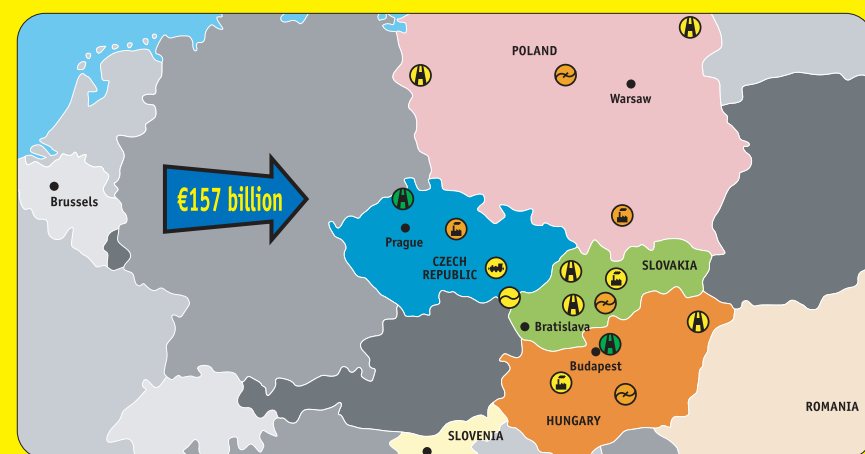 POLAND
Warsaw
€157 billion
Brussels
Prague
CZECH
REPUBLIC
SLOVAKIA
Bratislava
Budapest
HUNGARY
ROMANIA
SLOVENIA